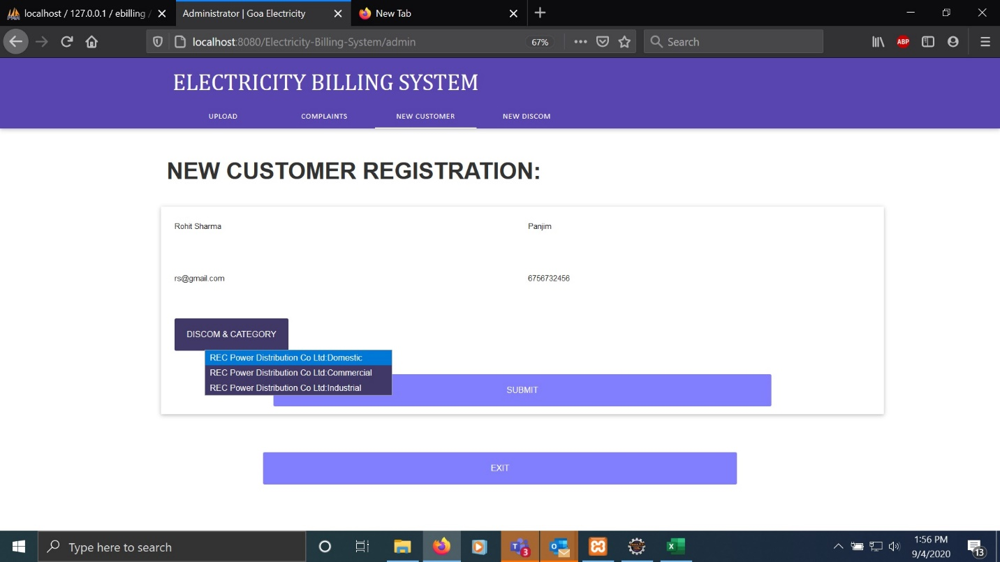 localhost / 127.0.0.1 / ebilling /
Administrator | Goa Electricity
New Tab
localhost:8080/Electricity-Billing-System/admin
67%
Search
ABP
ELECTRICITY BILLING SYSTEM
UPLOAD
COMPLAINTS
NEW CUSTOMER
NEW DISCOM
NEW CUSTOMER REGISTRATION:
Rohit Sharma
Panjim
rs@gmail.com
6756732456
DISCOM & CATEGORY
REC Power Distribution Co Ltd:Domestic
REC Power Distribution Co Ltd:Commercial
REC Power Distribution Co Ltd:Industrial
SUBMIT
EXIT
Type here to search
3
1:56 PM
9/4/2020
13